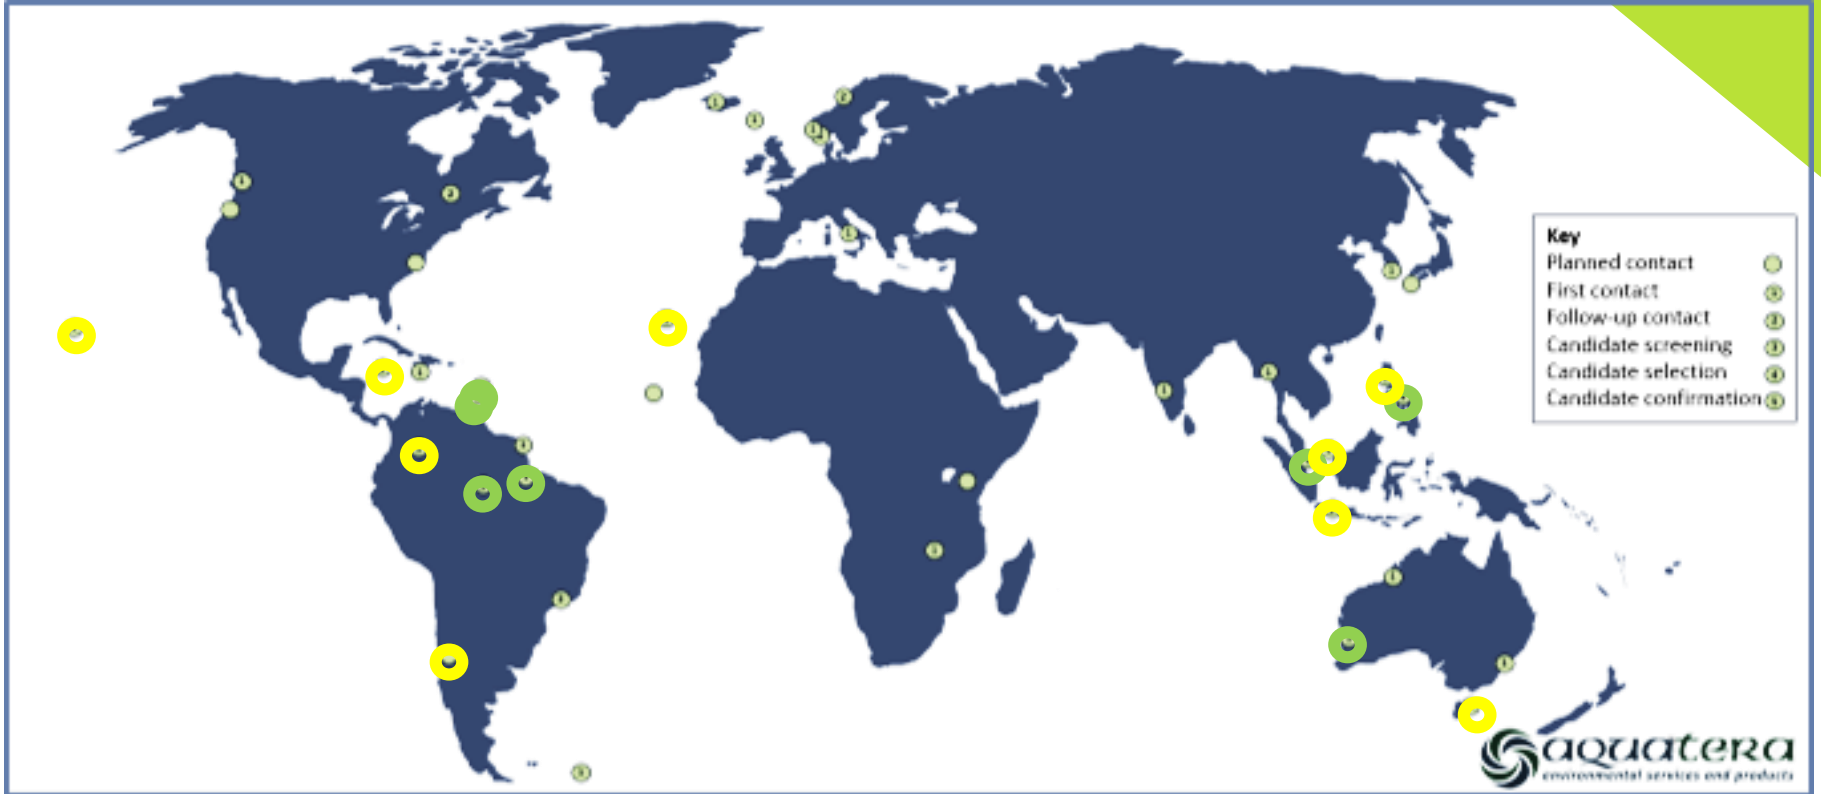 Key
Planned contact
First contact
Follow-up contact
Candidate screening
Candidate selection
Candidate confirmation
aquatera
environmental services and products